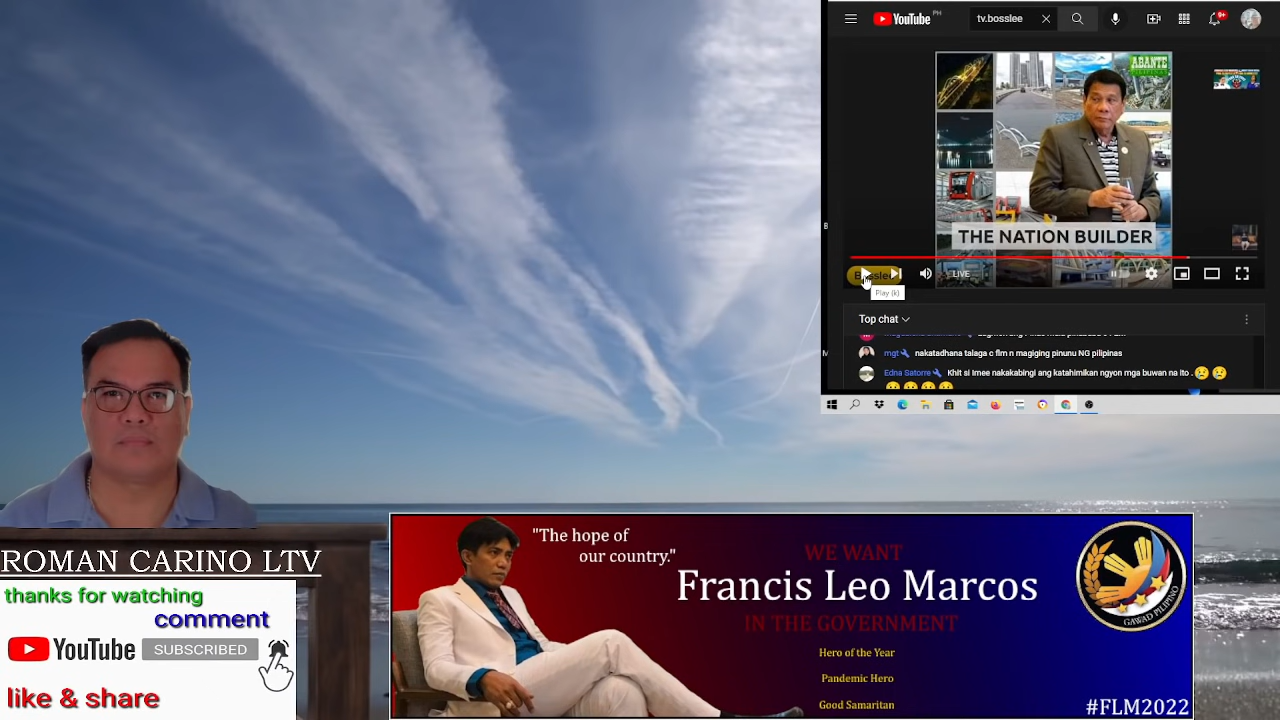 YouTube PH
tv.bosslee
9+
ABANTE
THE NATION BUILDER
LIVE
Play (k)
Top chat
mgt nakatadhana talaga c flm n magiging pinunu NG pilipinas
Edna Satorre Khit si Imee nakakabingi ang katahimikan ngyon mga buwan na ito .
ROMAN CARINO LTV
thanks for watching
comment
YouTube SUBSCRIBED
like & share
"The hope of
our country."
WE WANT
Francis Leo Marcos
IN THE GOVERNMENT
Hero of the Year
Pandemic Hero
Good Samaritan
GAWAD PILIPINO
#FLM2022